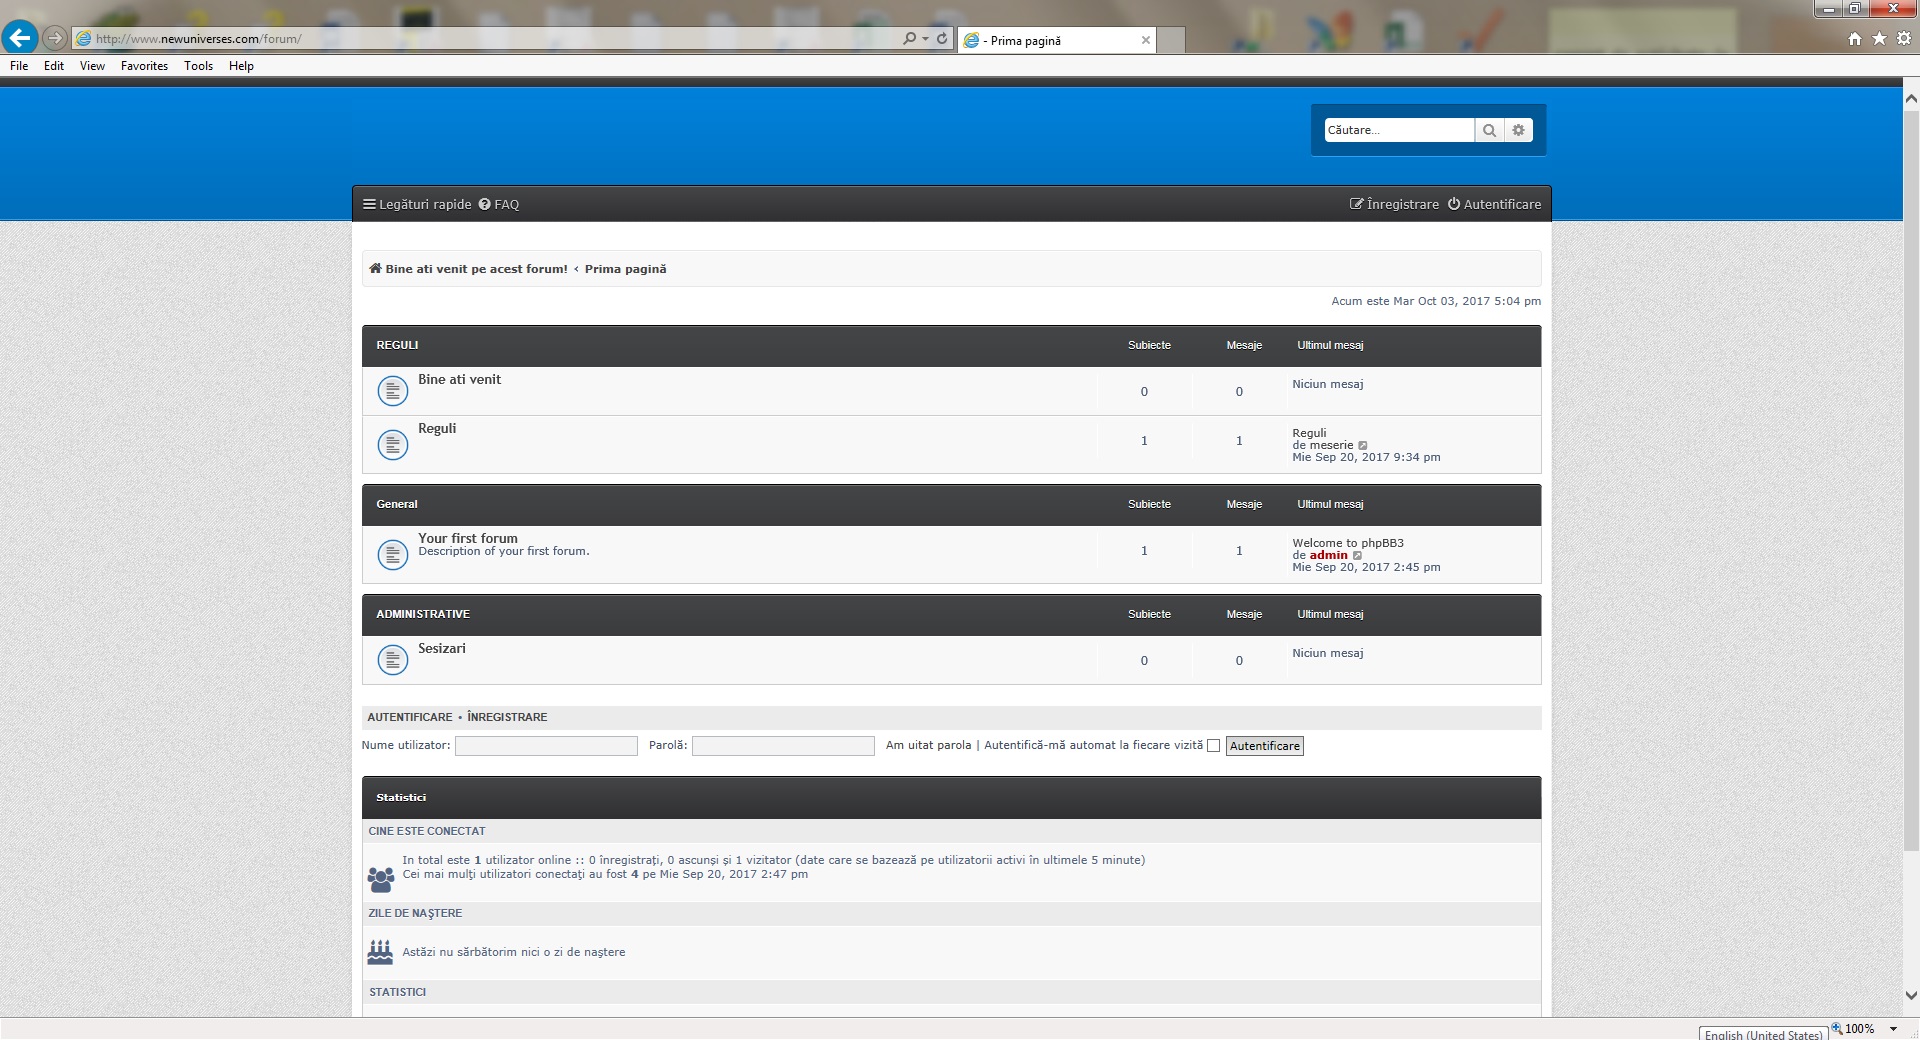 http://www.newuniverses.com/forum/
- Prima pagină
File Edit View Favorites Tools Help
Căutare...
Legături rapide FAQ
Înregistrare Autentificare
Bine ati venit pe acest forum! ‹ Prima pagină
Acum este Mar Oct 03, 2017 5:04 pm
REGULI Subiecte Mesaje Ultimul mesaj
Bine ati venit 0 0 Niciun mesaj
Reguli 1 1 Reguli
de meserie
Mie Sep 20, 2017 9:34 pm
General Subiecte Mesaje Ultimul mesaj
Your first forum
Description of your first forum. 1 1 Welcome to phpBB3
de admin
Mie Sep 20, 2017 2:45 pm
ADMINISTRATIVE Subiecte Mesaje Ultimul mesaj
Sesizari 0 0 Niciun mesaj
AUTENTIFICARE • ÎNREGISTRARE
Nume utilizator: Parolă: Am uitat parola | Autentifică-mă automat la fiecare vizită Autentificare
Statistici
CINE ESTE CONECTAT
In total este 1 utilizator online :: 0 înregistrați, 0 ascunși și 1 vizitator (date care se bazează pe utilizatorii activi în ultimele 5 minute)
Cei mai mulţi utilizatori conectaţi au fost 4 pe Mie Sep 20, 2017 2:47 pm
ZILE DE NAŞTERE
Astăzi nu sărbătorim nici o zi de naştere
STATISTICI
English (United States) 100%